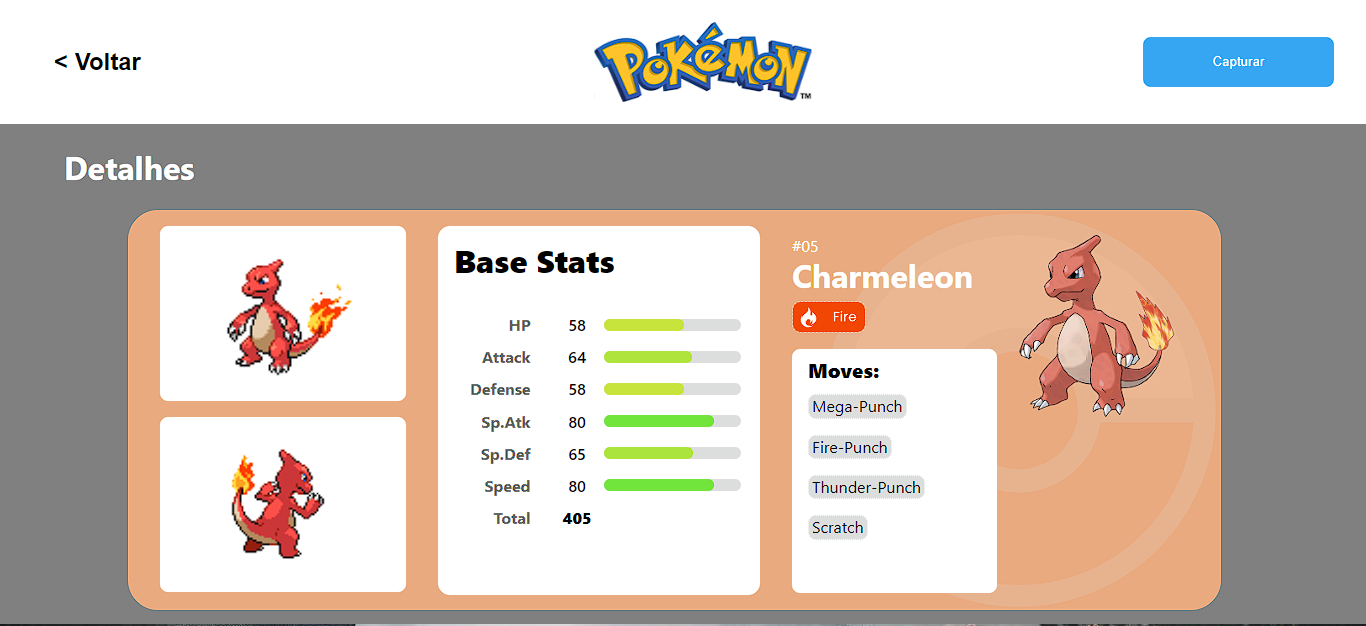 < Voltar
POKéMON
TM
Capturar
Detalhes
Base Stats
HP 58
Attack 64
Defense 58
Sp.Atk 80
Sp.Def 65
Speed 80
Total 405
#05
Charmeleon
Fire
Moves:
Mega-Punch
Fire-Punch
Thunder-Punch
Scratch